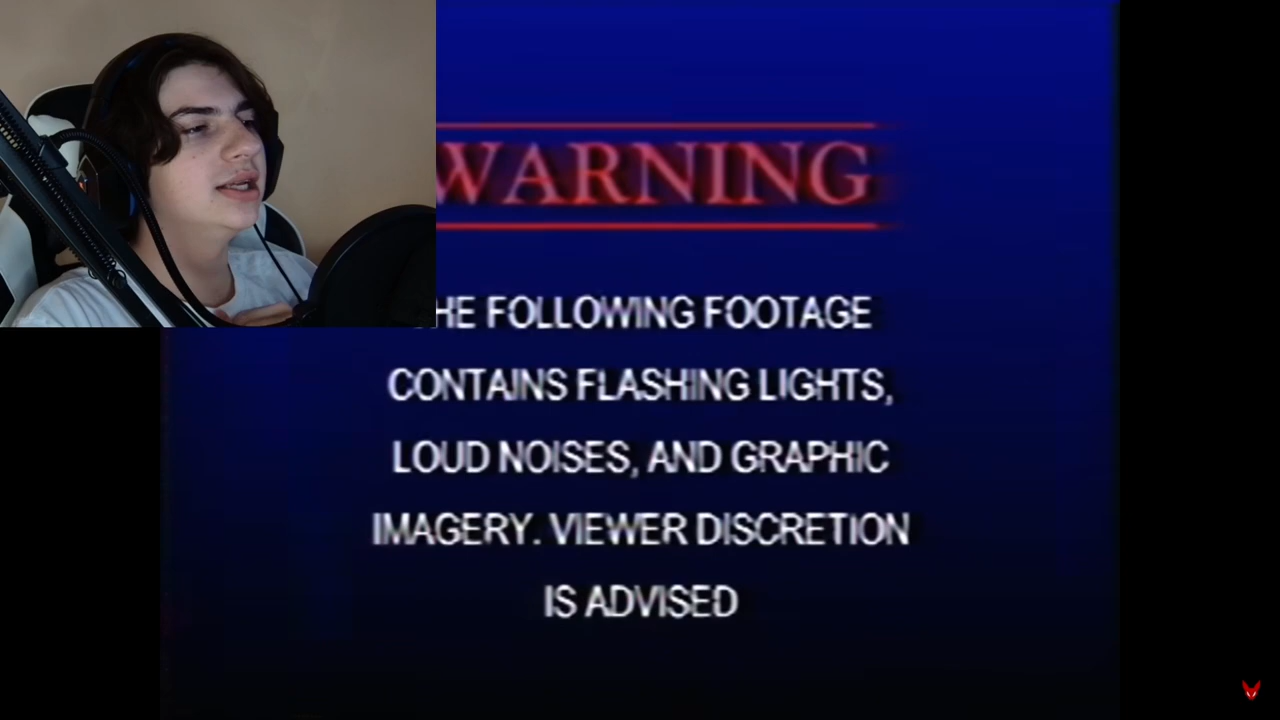 WARNING
HE FOLLOWING FOOTAGE
CONTAINS FLASHING LIGHTS,
LOUD NOISES, AND GRAPHIC
IMAGERY. VIEWER DISCRETION
IS ADVISED